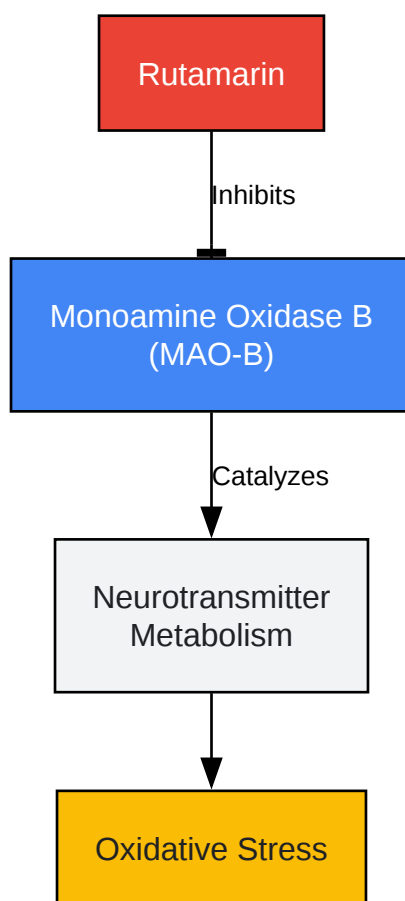 Rutamarin
Inhibits
Monoamine Oxidase B
(MAO-B)
Catalyzes
Neurotransmitter
Metabolism
Oxidative Stress